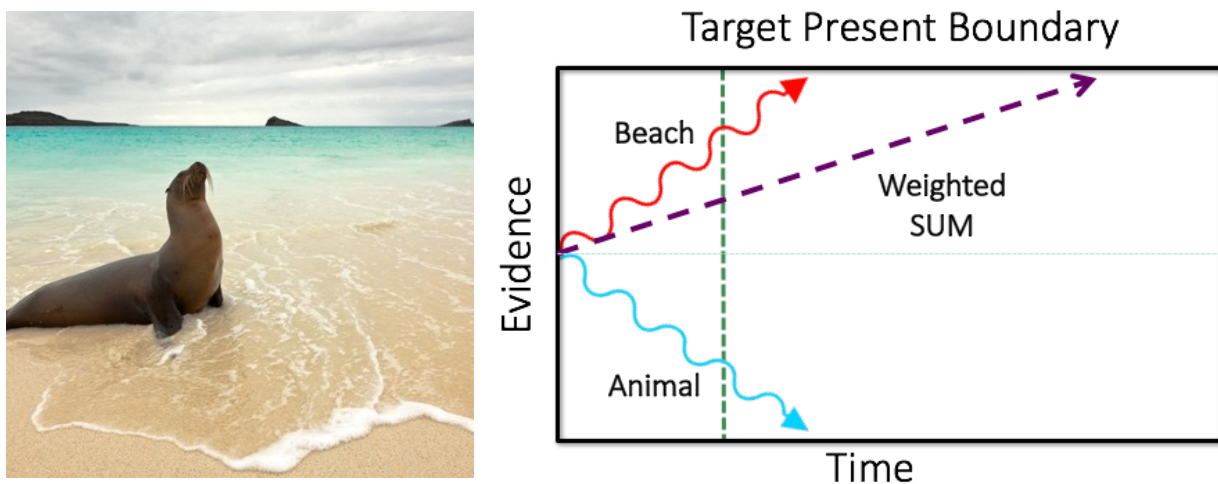 Target Present Boundary
Beach
Weighted
SUM
Evidence
Animal
Time